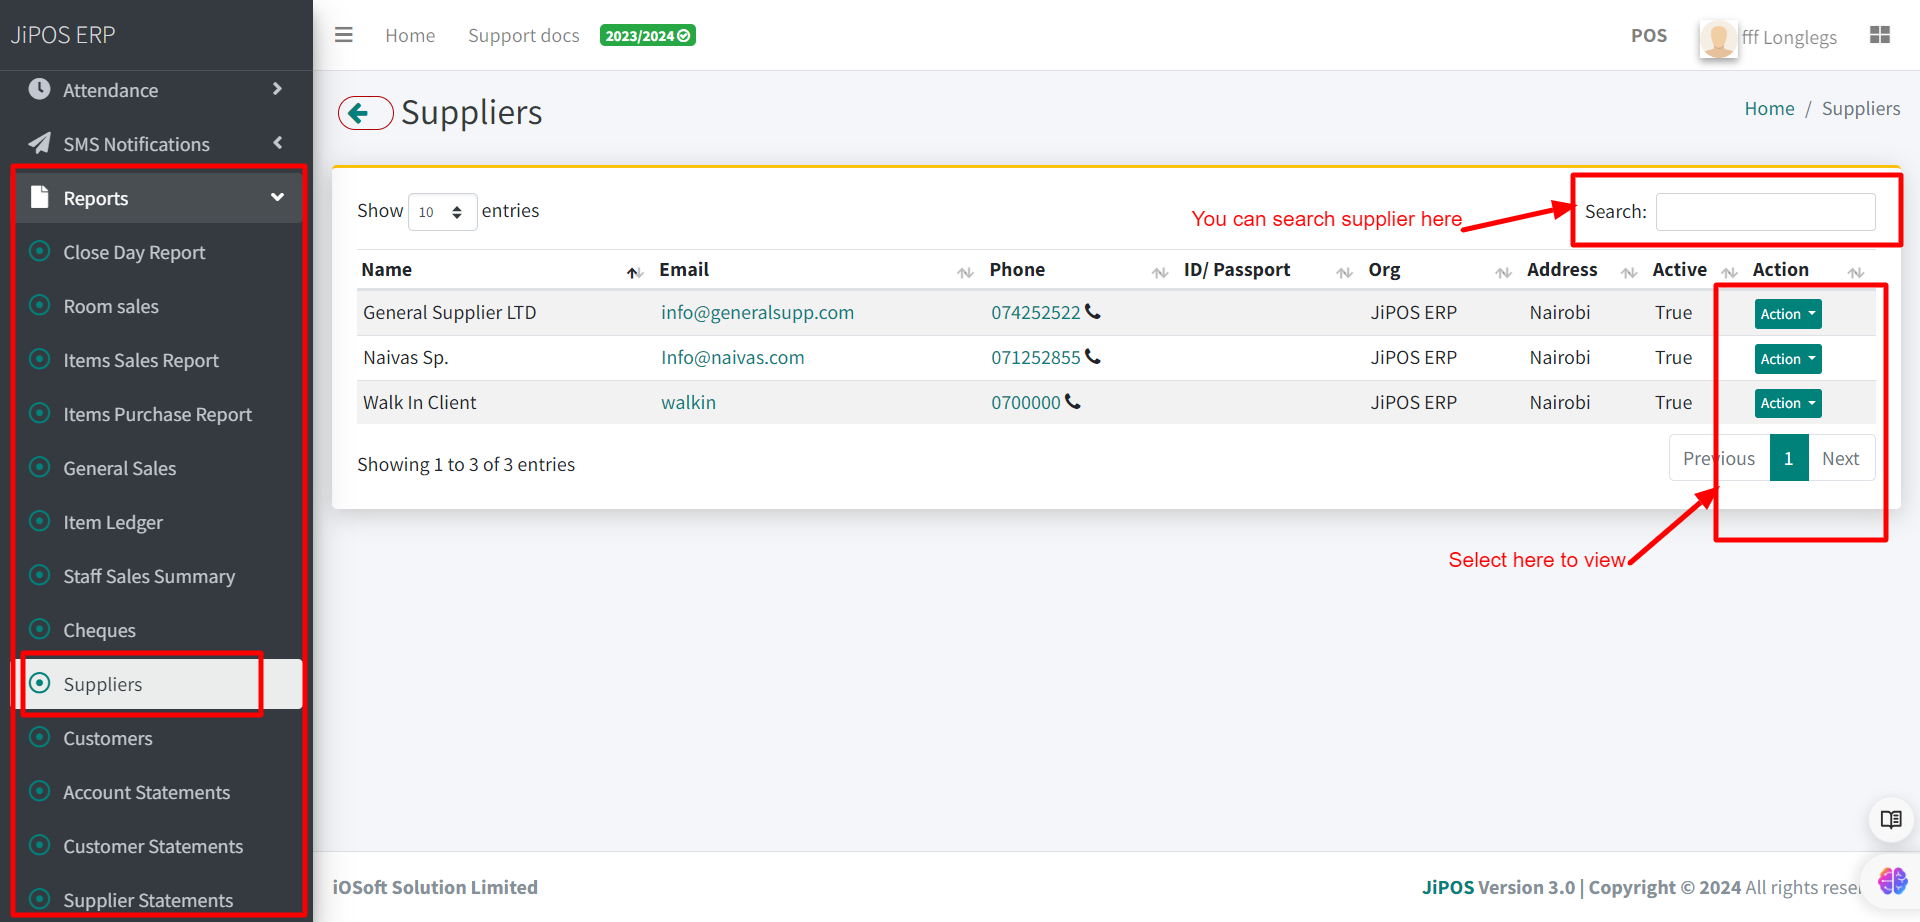 JiPOS ERP
Home
Support docs
2023/2024
POS
fff Longlegs
Attendance
SMS Notifications
Reports
Close Day Report
Room sales
Items Sales Report
Items Purchase Report
General Sales
Item Ledger
Staff Sales Summary
Cheques
Suppliers
Customers
Account Statements
Customer Statements
Supplier Statements
Suppliers
Home / Suppliers
Show 10 entries
You can search supplier here
Search:
Name Email Phone ID/ Passport Org Address Active Action
General Supplier LTD info@generalsupp.com 074252522 JiPOS ERP Nairobi True Action
Naivas Sp. Info@naivas.com 071252855 JiPOS ERP Nairobi True Action
Walk In Client walkin 0700000 JiPOS ERP Nairobi True Action
Showing 1 to 3 of 3 entries
Previous 1 Next
Select here to view
iOSoft Solution Limited
JiPOS Version 3.0 | Copyright © 2024 All rights